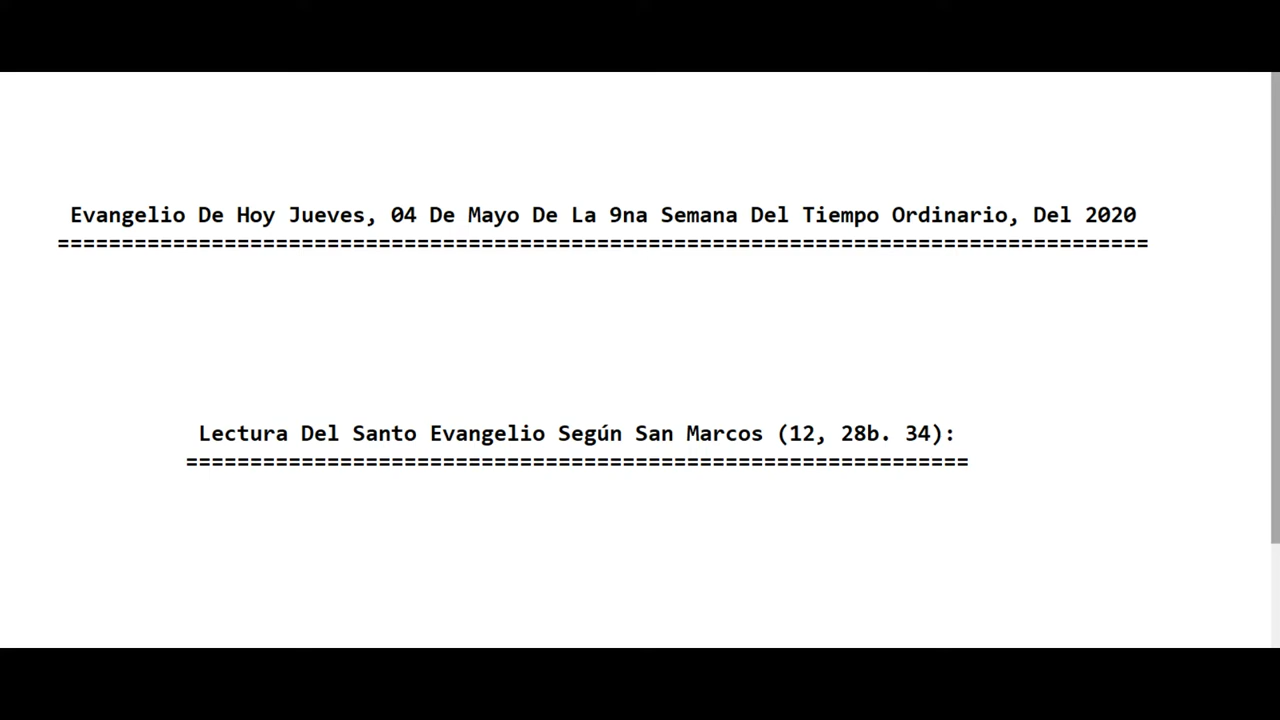 Evangelio De Hoy Jueves, 04 De Mayo De La 9na Semana Del Tiempo Ordinario, Del 2020
=====================================================================================
Lectura Del Santo Evangelio Según San Marcos (12, 28b. 34):
=============================================================